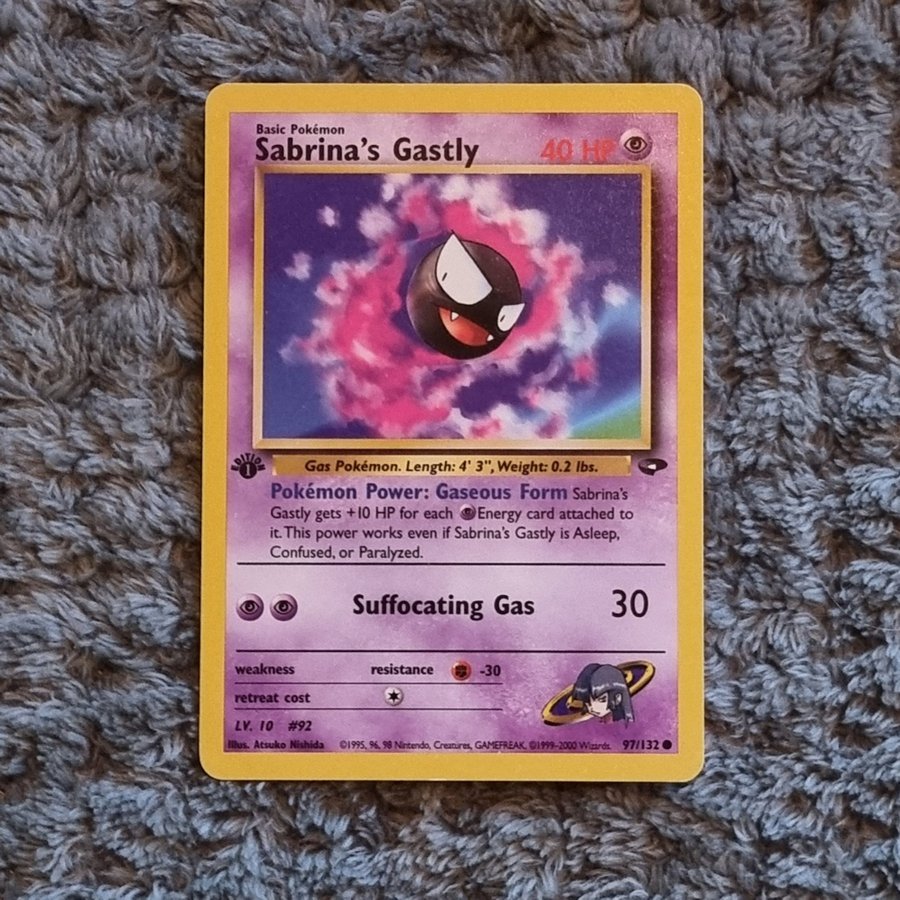 Basic Pokémon
Sabrina's Gastly 40 HP
EDITION
1
Gas Pokémon. Length: 4' 3", Weight: 0.2 lbs.
Pokémon Power: Gaseous Form Sabrina's
Gastly gets +10 HP for each Energy card attached to
it. This power works even if Sabrina's Gastly is Asleep,
Confused, or Paralyzed.
Suffocating Gas 30
weakness resistance -30
retreat cost
LV. 10 #92
Illus. Atsuko Nishida ©1995, 96, 98 Nintendo, Creatures, GAMEFREAK. ©1999-2000 Wizards. 97/132